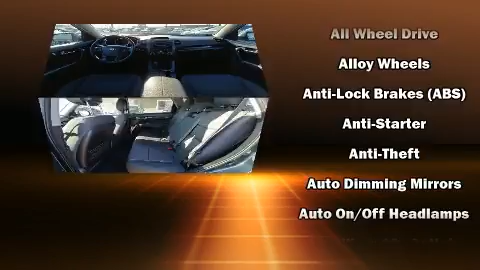 All Wheel Drive
Alloy Wheels
Anti-Lock Brakes (ABS)
Anti-Starter
Anti-Theft
Auto Dimming Mirrors
Auto On/Off Headlamps